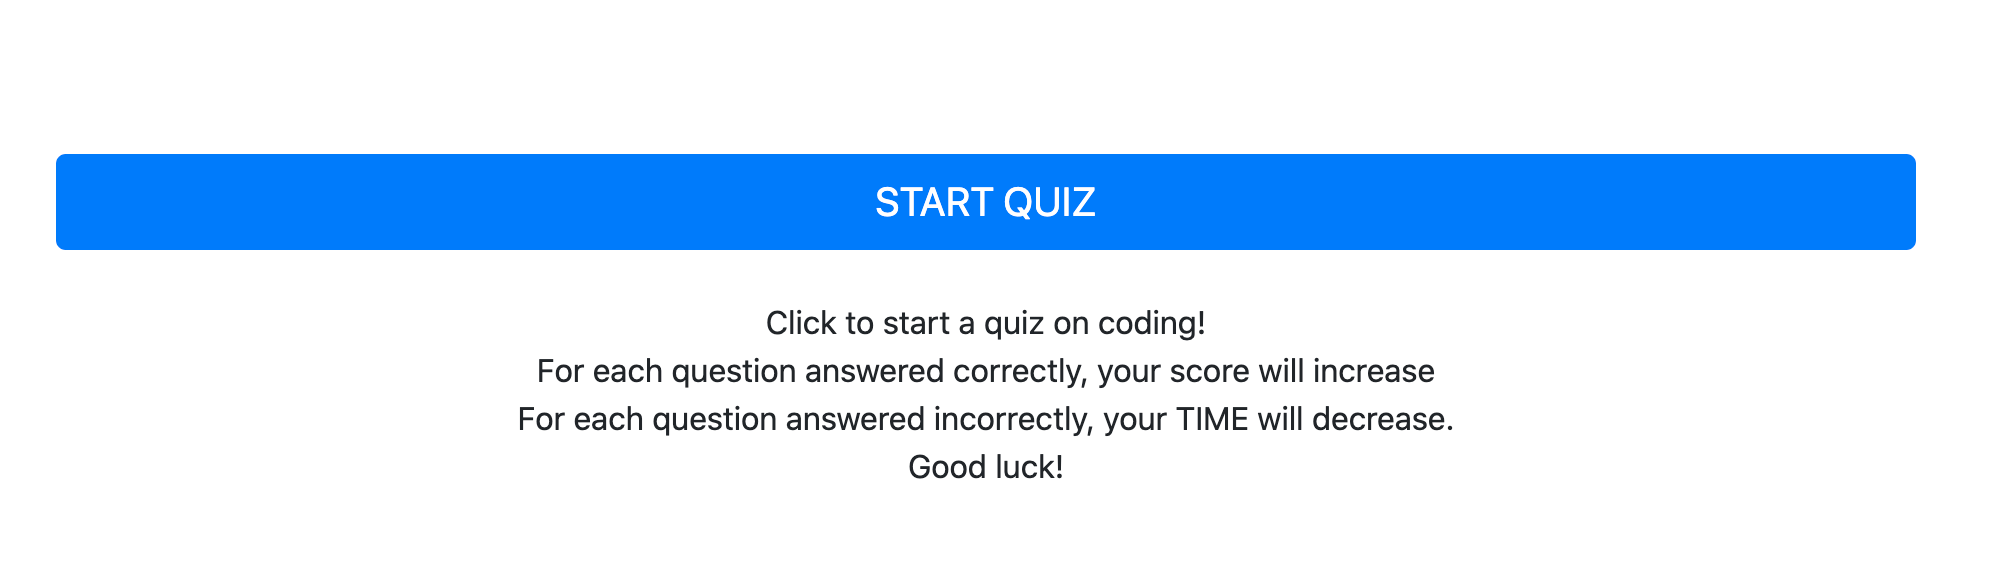 START QUIZ
Click to start a quiz on coding!
For each question answered correctly, your score will increase
For each question answered incorrectly, your TIME will decrease.
Good luck!